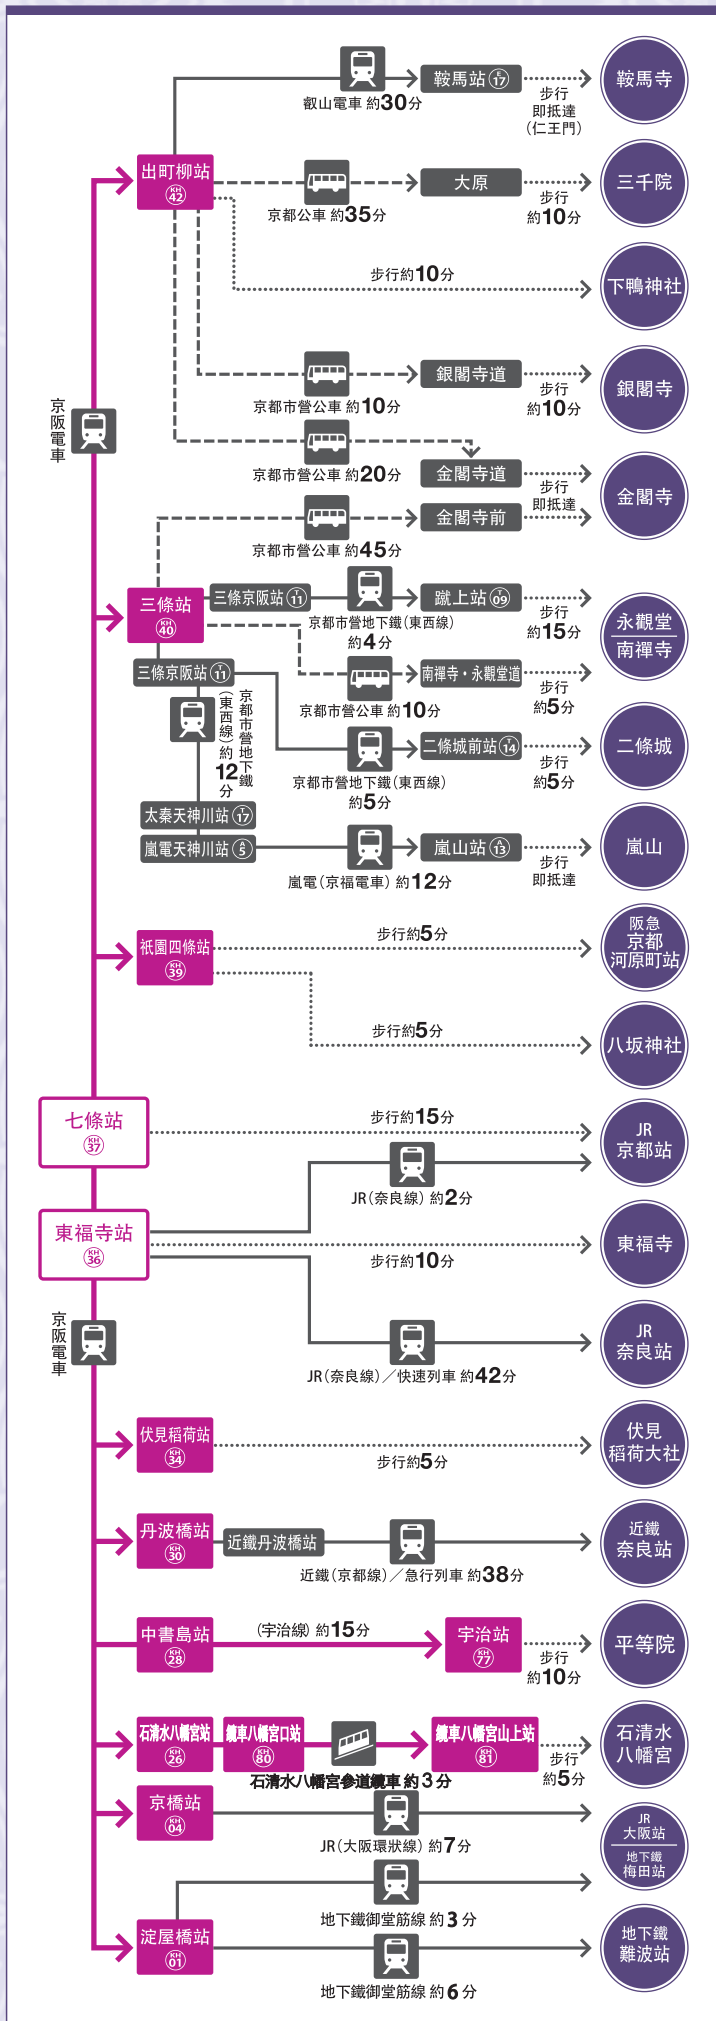 京阪電車
出町柳站
KH
42
叡山電車 約30分
鞍馬站 E
17
步行
即抵達
(仁王門)
鞍馬寺
京都公車 約35分
大原
步行
約10分
三千院
步行約10分
下鴨神社
京都市營公車 約10分
銀閣寺道
步行
約10分
銀閣寺
京都市營公車 約20分
金閣寺道
步行
即抵達
金閣寺
京都市營公車 約45分
金閣寺前
三條站
KH
40
三條京阪站 T
11
京都市營地下鐵(東西線)
約4分
蹴上站 T
09
步行
約15分
永觀堂
南禪寺
京都市營公車 約10分
南禪寺・永觀堂道
步行
約5分
三條京阪站 T
11
京都市營地下鐵
(東西線)約12分
京都市營地下鐵(東西線)
約5分
二條城前站 T
14
步行
約5分
二條城
太秦天神川站 T
17
嵐電天神川站 A
5
嵐電(京福電車) 約12分
嵐山站 A
13
步行
即抵達
嵐山
祇園四條站
KH
39
步行約5分
阪急
京都
河原町站
步行約5分
八坂神社
七條站
KH
37
步行約15分
JR
京都站
JR(奈良線) 約2分
東福寺站
KH
36
步行約10分
東福寺
JR(奈良線)／快速列車 約42分
JR
奈良站
京阪電車
伏見稻荷站
KH
34
步行約5分
伏見
稻荷大社
丹波橋站
KH
30
近鐵丹波橋站
近鐵(京都線)／急行列車 約38分
近鐵
奈良站
中書島站
KH
28
(宇治線) 約15分
宇治站
KH
77
步行
約10分
平等院
石清水八幡宮站
KH
26
纜車八幡宮口站
KH
80
石清水八幡宮參道纜車 約3分
纜車八幡宮山上站
KH
81
步行
約5分
石清水
八幡宮
京橋站
KH
04
JR(大阪環狀線) 約7分
JR
大阪站
地下鐵
梅田站
地下鐵御堂筋線 約3分
淀屋橋站
KH
01
地下鐵御堂筋線 約6分
地下鐵
難波站